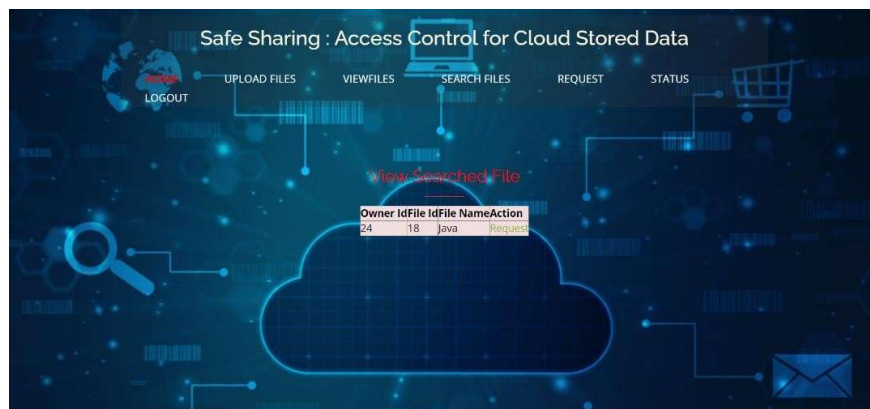 Safe Sharing : Access Control for Cloud Stored Data
HOME UPLOAD FILES VIEWFILES SEARCH FILES REQUEST STATUS
LOGOUT
View Searched File
Owner Id File Id File Name Action
24 18 Java Request